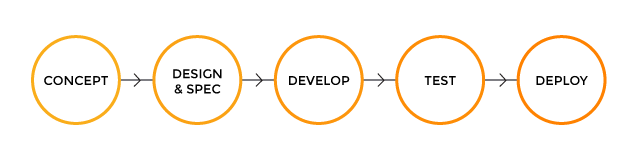 CONCEPT
DESIGN
& SPEC
DEVELOP
TEST
DEPLOY